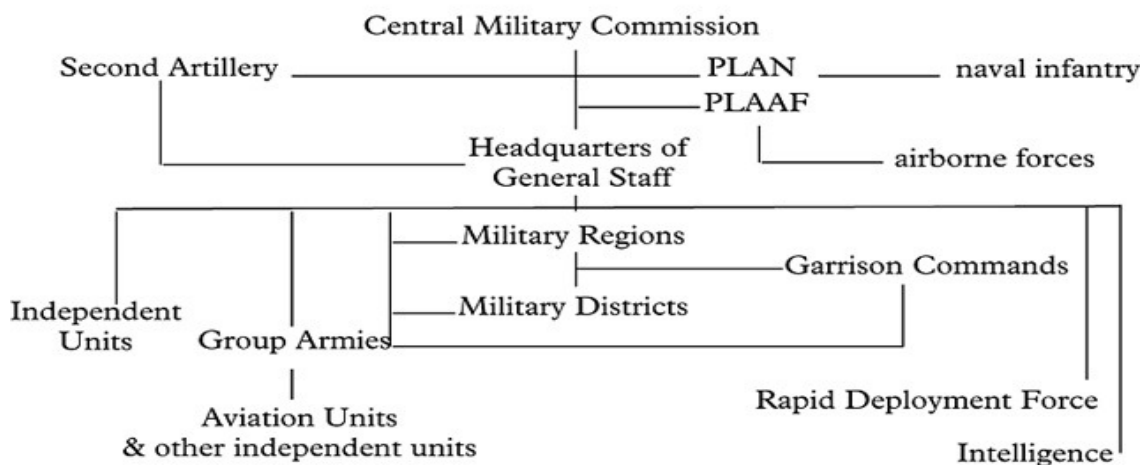 Central Military Commission
Second Artillery
PLAN
naval infantry
PLAAF
Headquarters of
General Staff
airborne forces
Military Regions
Garrison Commands
Military Districts
Independent
Units
Group Armies
Rapid Deployment Force
Aviation Units
& other independent units
Intelligence